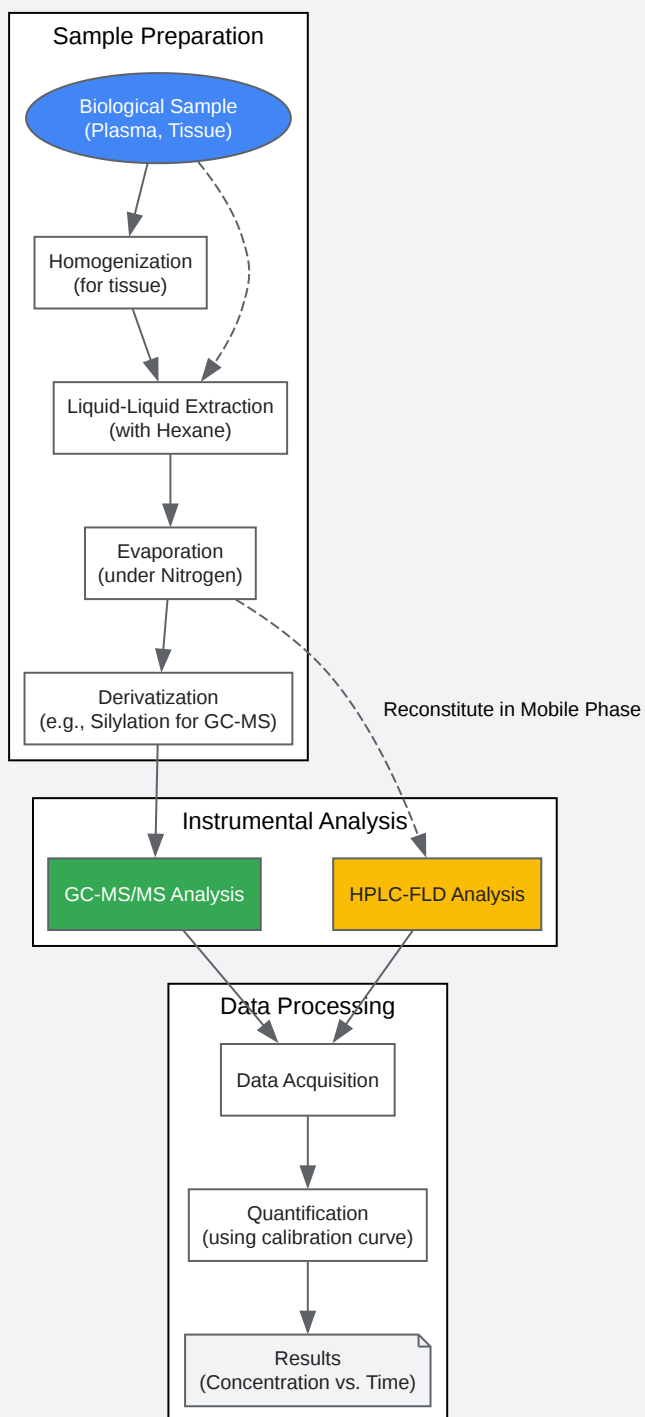 Sample Preparation
Biological Sample
(Plasma, Tissue)
Homogenization
(for tissue)
Liquid-Liquid Extraction
(with Hexane)
Evaporation
(under Nitrogen)
Derivatization
(e.g., Silylation for GC-MS)
Reconstitute in Mobile Phase
Instrumental Analysis
GC-MS/MS Analysis
HPLC-FLD Analysis
Data Processing
Data Acquisition
Quantification
(using calibration curve)
Results
(Concentration vs. Time)